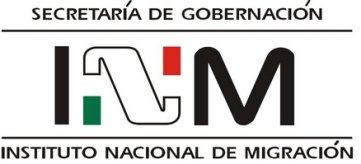 SECRETARÍA DE GOBERNACIÓN
INM
INSTITUTO NACIONAL DE MIGRACIÓN